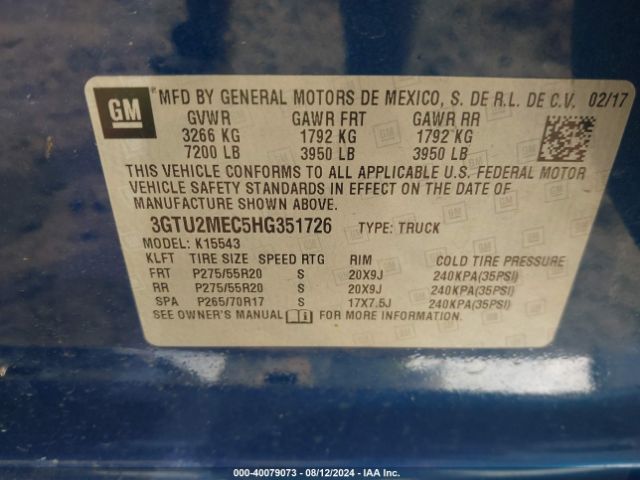 GM MFD BY GENERAL MOTORS DE MEXICO, S. DE R.L. DE C.V. 02/17
GVWR GAWR FRT GAWR RR
3266 KG 1792 KG 1792 KG
7200 LB 3950 LB 3950 LB
THIS VEHICLE CONFORMS TO ALL APPLICABLE U.S. FEDERAL MOTOR
VEHICLE SAFETY STANDARDS IN EFFECT ON THE DATE OF
MANUFACTURE SHOWN ABOVE.
3GTU2MEC5HG351726 TYPE: TRUCK
MODEL: K15543
KLFT TIRE SIZE SPEED RTG RIM COLD TIRE PRESSURE
FRT P275/55R20 S 20X9J 240KPA(35PSI)
RR P275/55R20 S 20X9J 240KPA(35PSI)
SPA P265/70R17 S 17X7.5J 240KPA(35PSI)
SEE OWNER'S MANUAL FOR MORE INFORMATION.
000-40079073 - 08/12/2024 - IAA Inc.